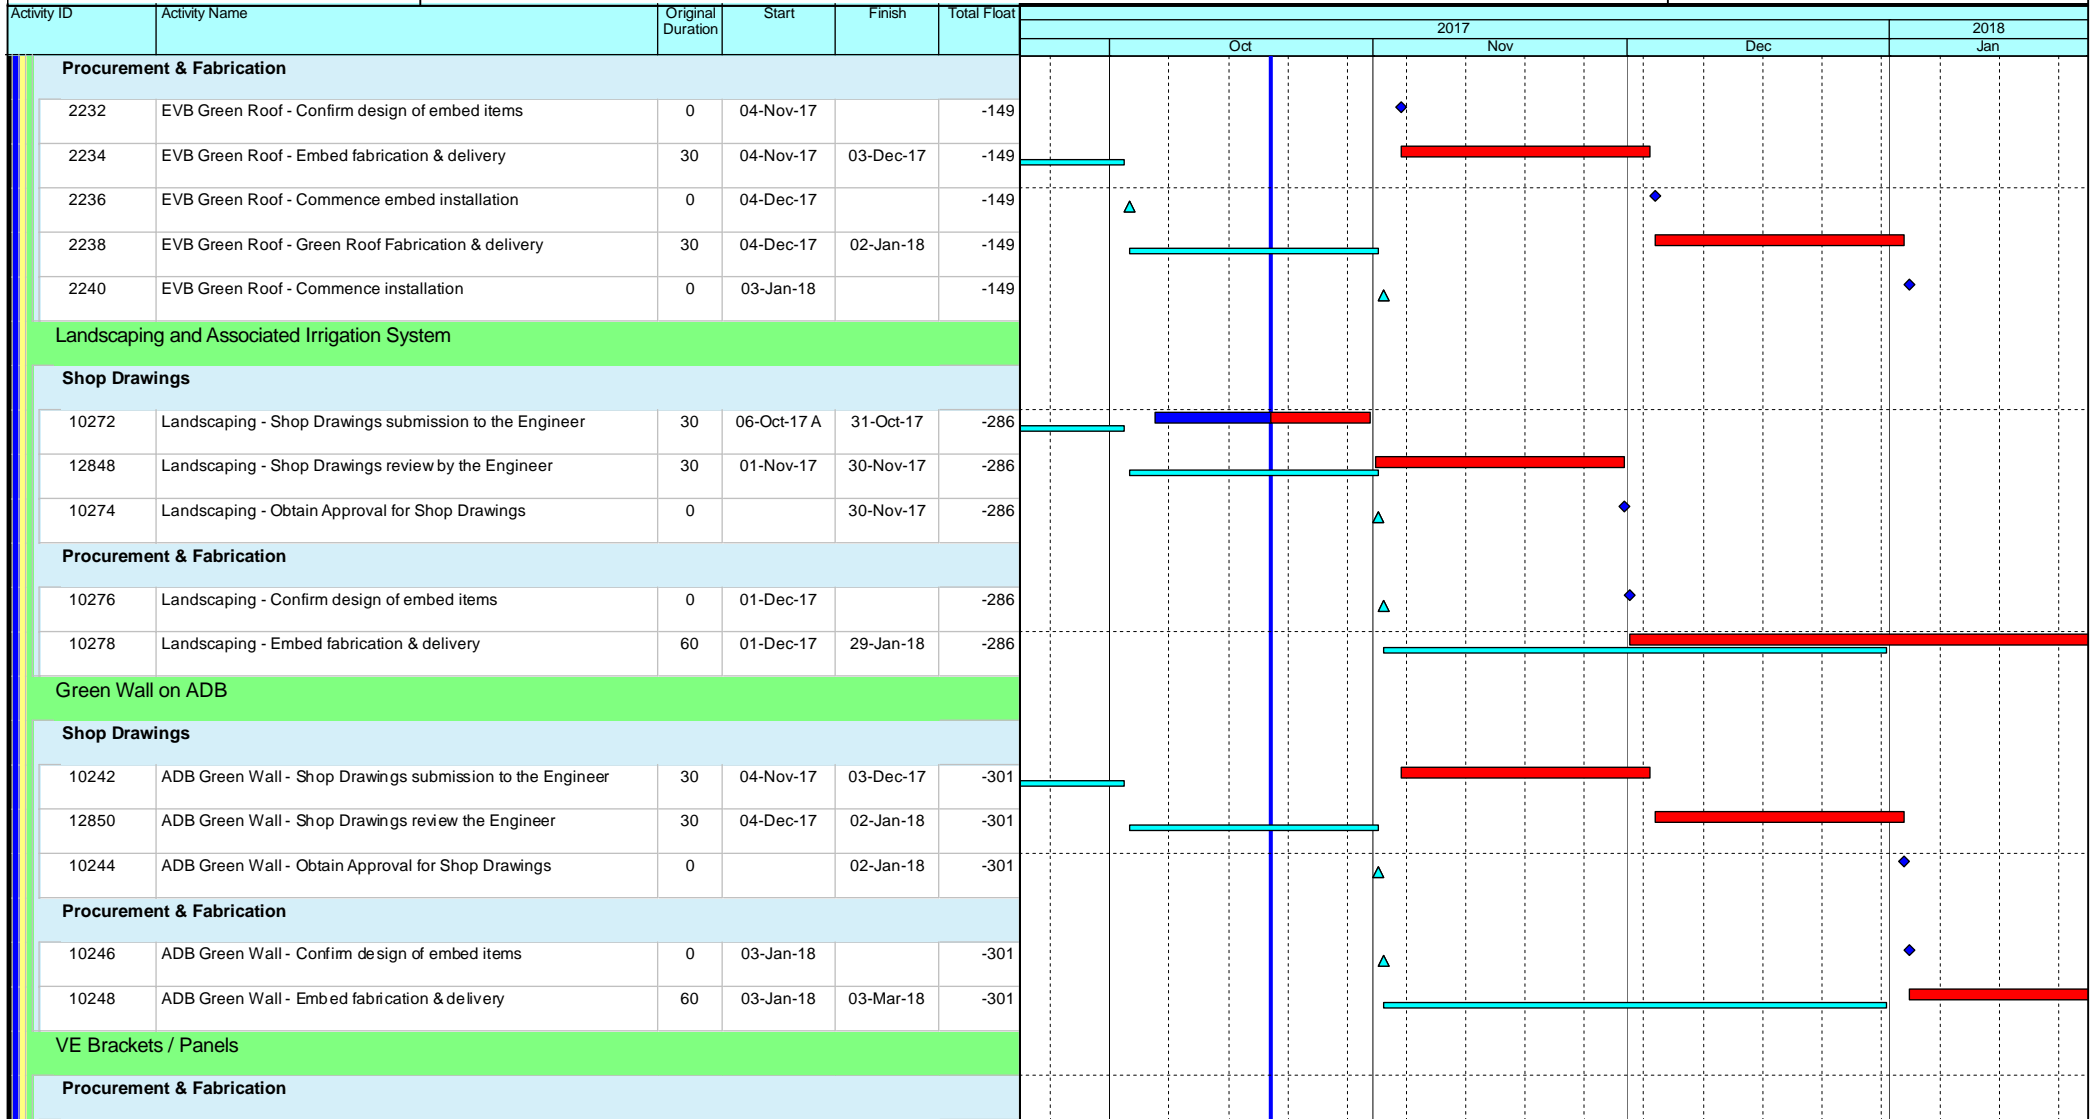 Activity ID Activity Name Original Duration Start Finish Total Float
2017 2018
Oct Nov Dec Jan
Procurement & Fabrication
2232 EVB Green Roof - Confirm design of embed items 0 04-Nov-17 -149
2234 EVB Green Roof - Embed fabrication & delivery 30 04-Nov-17 03-Dec-17 -149
2236 EVB Green Roof - Commence embed installation 0 04-Dec-17 -149
2238 EVB Green Roof - Green Roof Fabrication & delivery 30 04-Dec-17 02-Jan-18 -149
2240 EVB Green Roof - Commence installation 0 03-Jan-18 -149
Landscaping and Associated Irrigation System
Shop Drawings
10272 Landscaping - Shop Drawings submission to the Engineer 30 06-Oct-17 A 31-Oct-17 -286
12848 Landscaping - Shop Drawings review by the Engineer 30 01-Nov-17 30-Nov-17 -286
10274 Landscaping - Obtain Approval for Shop Drawings 0 30-Nov-17 -286
Procurement & Fabrication
10276 Landscaping - Confirm design of embed items 0 01-Dec-17 -286
10278 Landscaping - Embed fabrication & delivery 60 01-Dec-17 29-Jan-18 -286
Green Wall on ADB
Shop Drawings
10242 ADB Green Wall - Shop Drawings submission to the Engineer 30 04-Nov-17 03-Dec-17 -301
12850 ADB Green Wall - Shop Drawings review the Engineer 30 04-Dec-17 02-Jan-18 -301
10244 ADB Green Wall - Obtain Approval for Shop Drawings 0 02-Jan-18 -301
Procurement & Fabrication
10246 ADB Green Wall - Confirm design of embed items 0 03-Jan-18 -301
10248 ADB Green Wall - Embed fabrication & delivery 60 03-Jan-18 03-Mar-18 -301
VE Brackets / Panels
Procurement & Fabrication